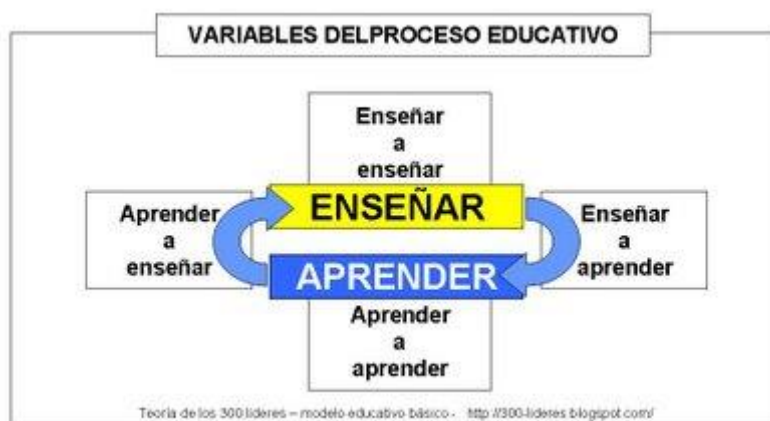 VARIABLES DELPROCESO EDUCATIVO
Enseñar
a
enseñar
ENSEÑAR
Aprender
a
enseñar
Enseñar
a
aprender
APRENDER
Aprender
a
aprender
Teoría de los 300 líderes – modelo educativo básico - http://300-lideres.blogspot.com/